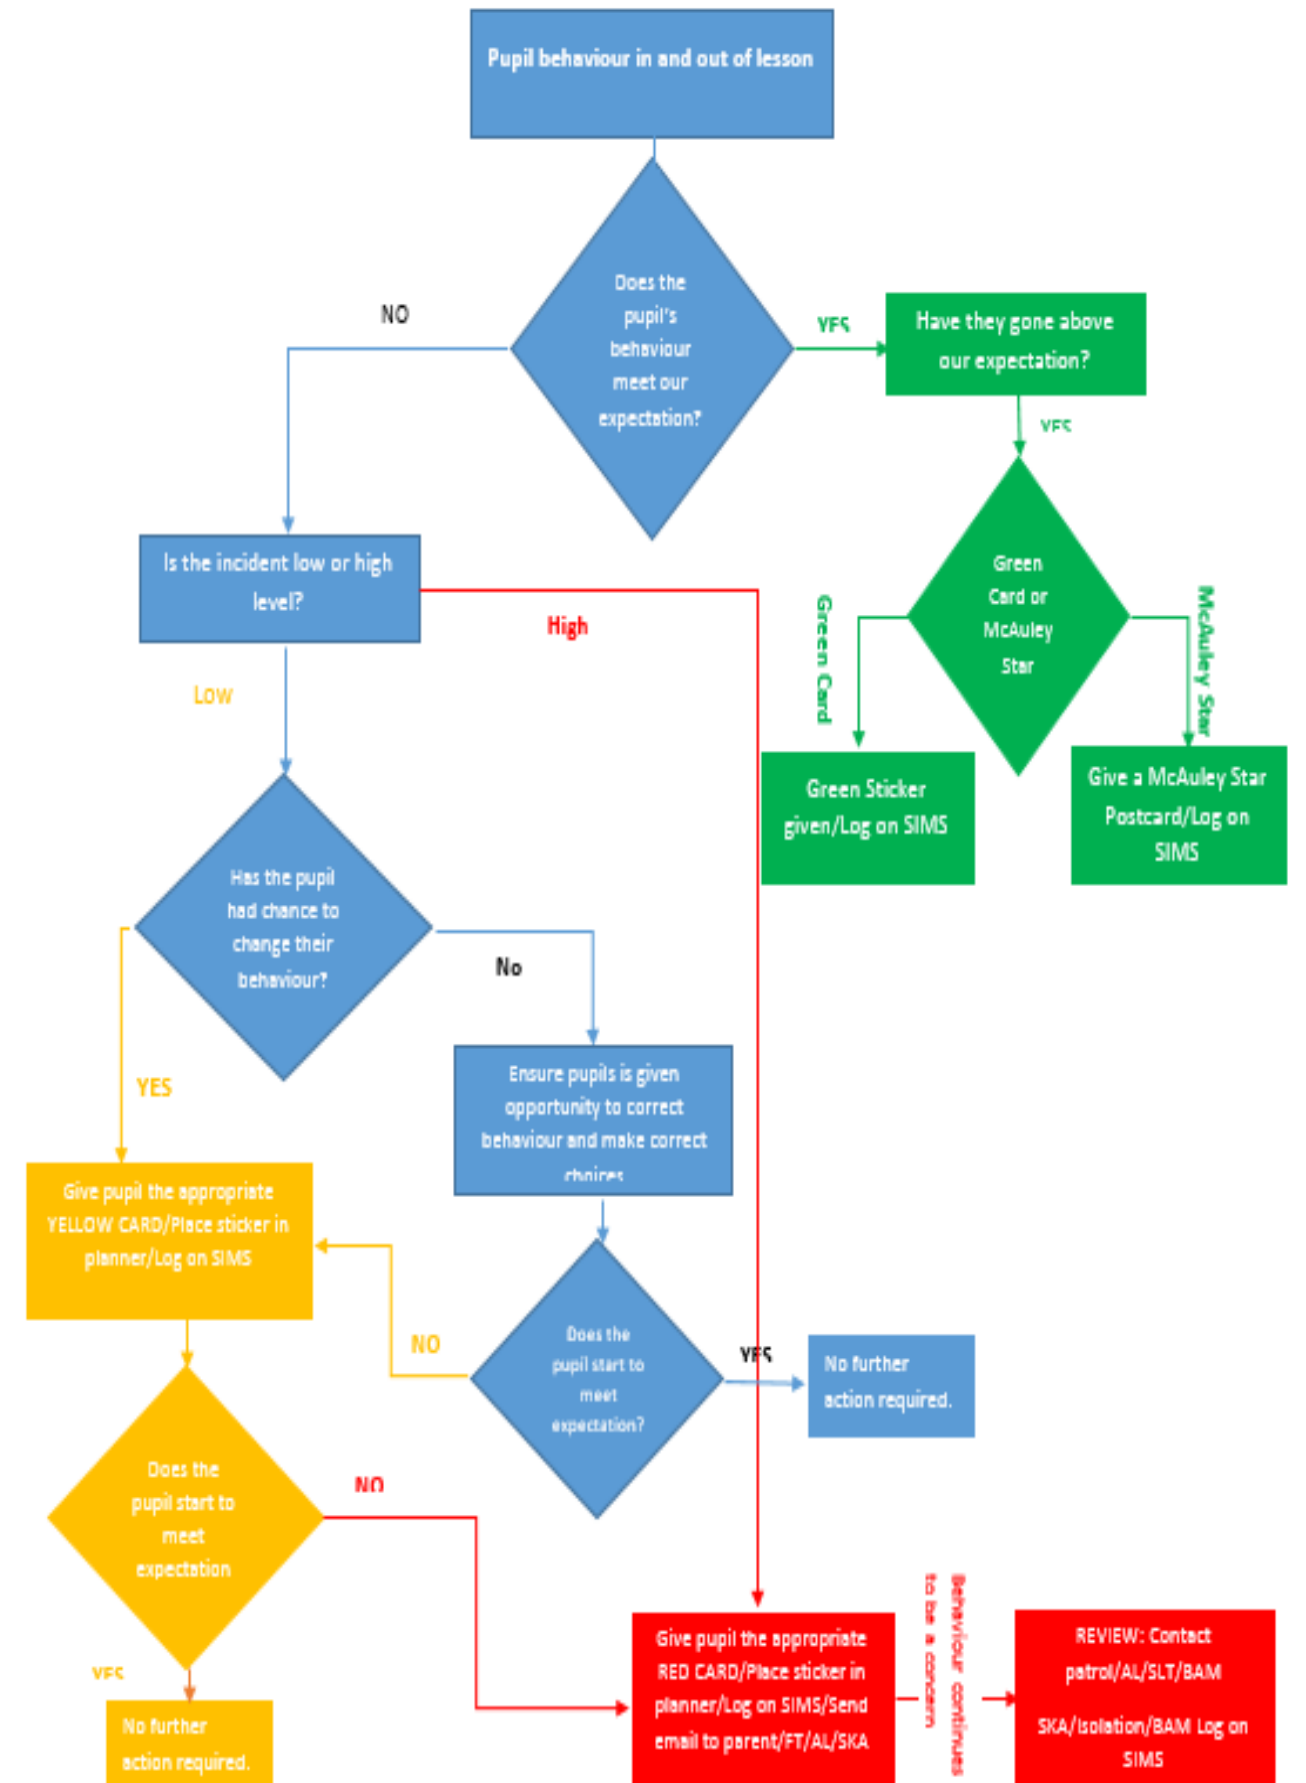 Pupil behaviour in and out of lesson
Does the
pupil's
behaviour
meet our
expectation?
NO
YES
Have they gone above
our expectation?
YES
Green
Card or
McAuley
Star
Green Card
McAuley Star
Green Sticker
given/Log on SIMS
Give a McAuley Star
Postcard/Log on
SIMS
Is the incident low or high
level?
High
Low
Has the pupil
had chance to
change their
behaviour?
No
YES
Ensure pupils is given
opportunity to correct
behaviour and make correct
choices
Give pupil the appropriate
YELLOW CARD/Place sticker in
planner/Log on SIMS
Does the
pupil start to
meet
expectation?
NO
YES
No further
action required.
Does the
pupil start to
meet
expectation
NO
YES
No further
action required.
Give pupil the appropriate
RED CARD/Place sticker in
planner/Log on SIMS/Send
email to parent/FT/AL/SKA
Behaviour continues
to be a concern
REVIEW: Contact
patrol/AL/SLT/BAM
SKA/Isolation/BAM Log on
SIMS